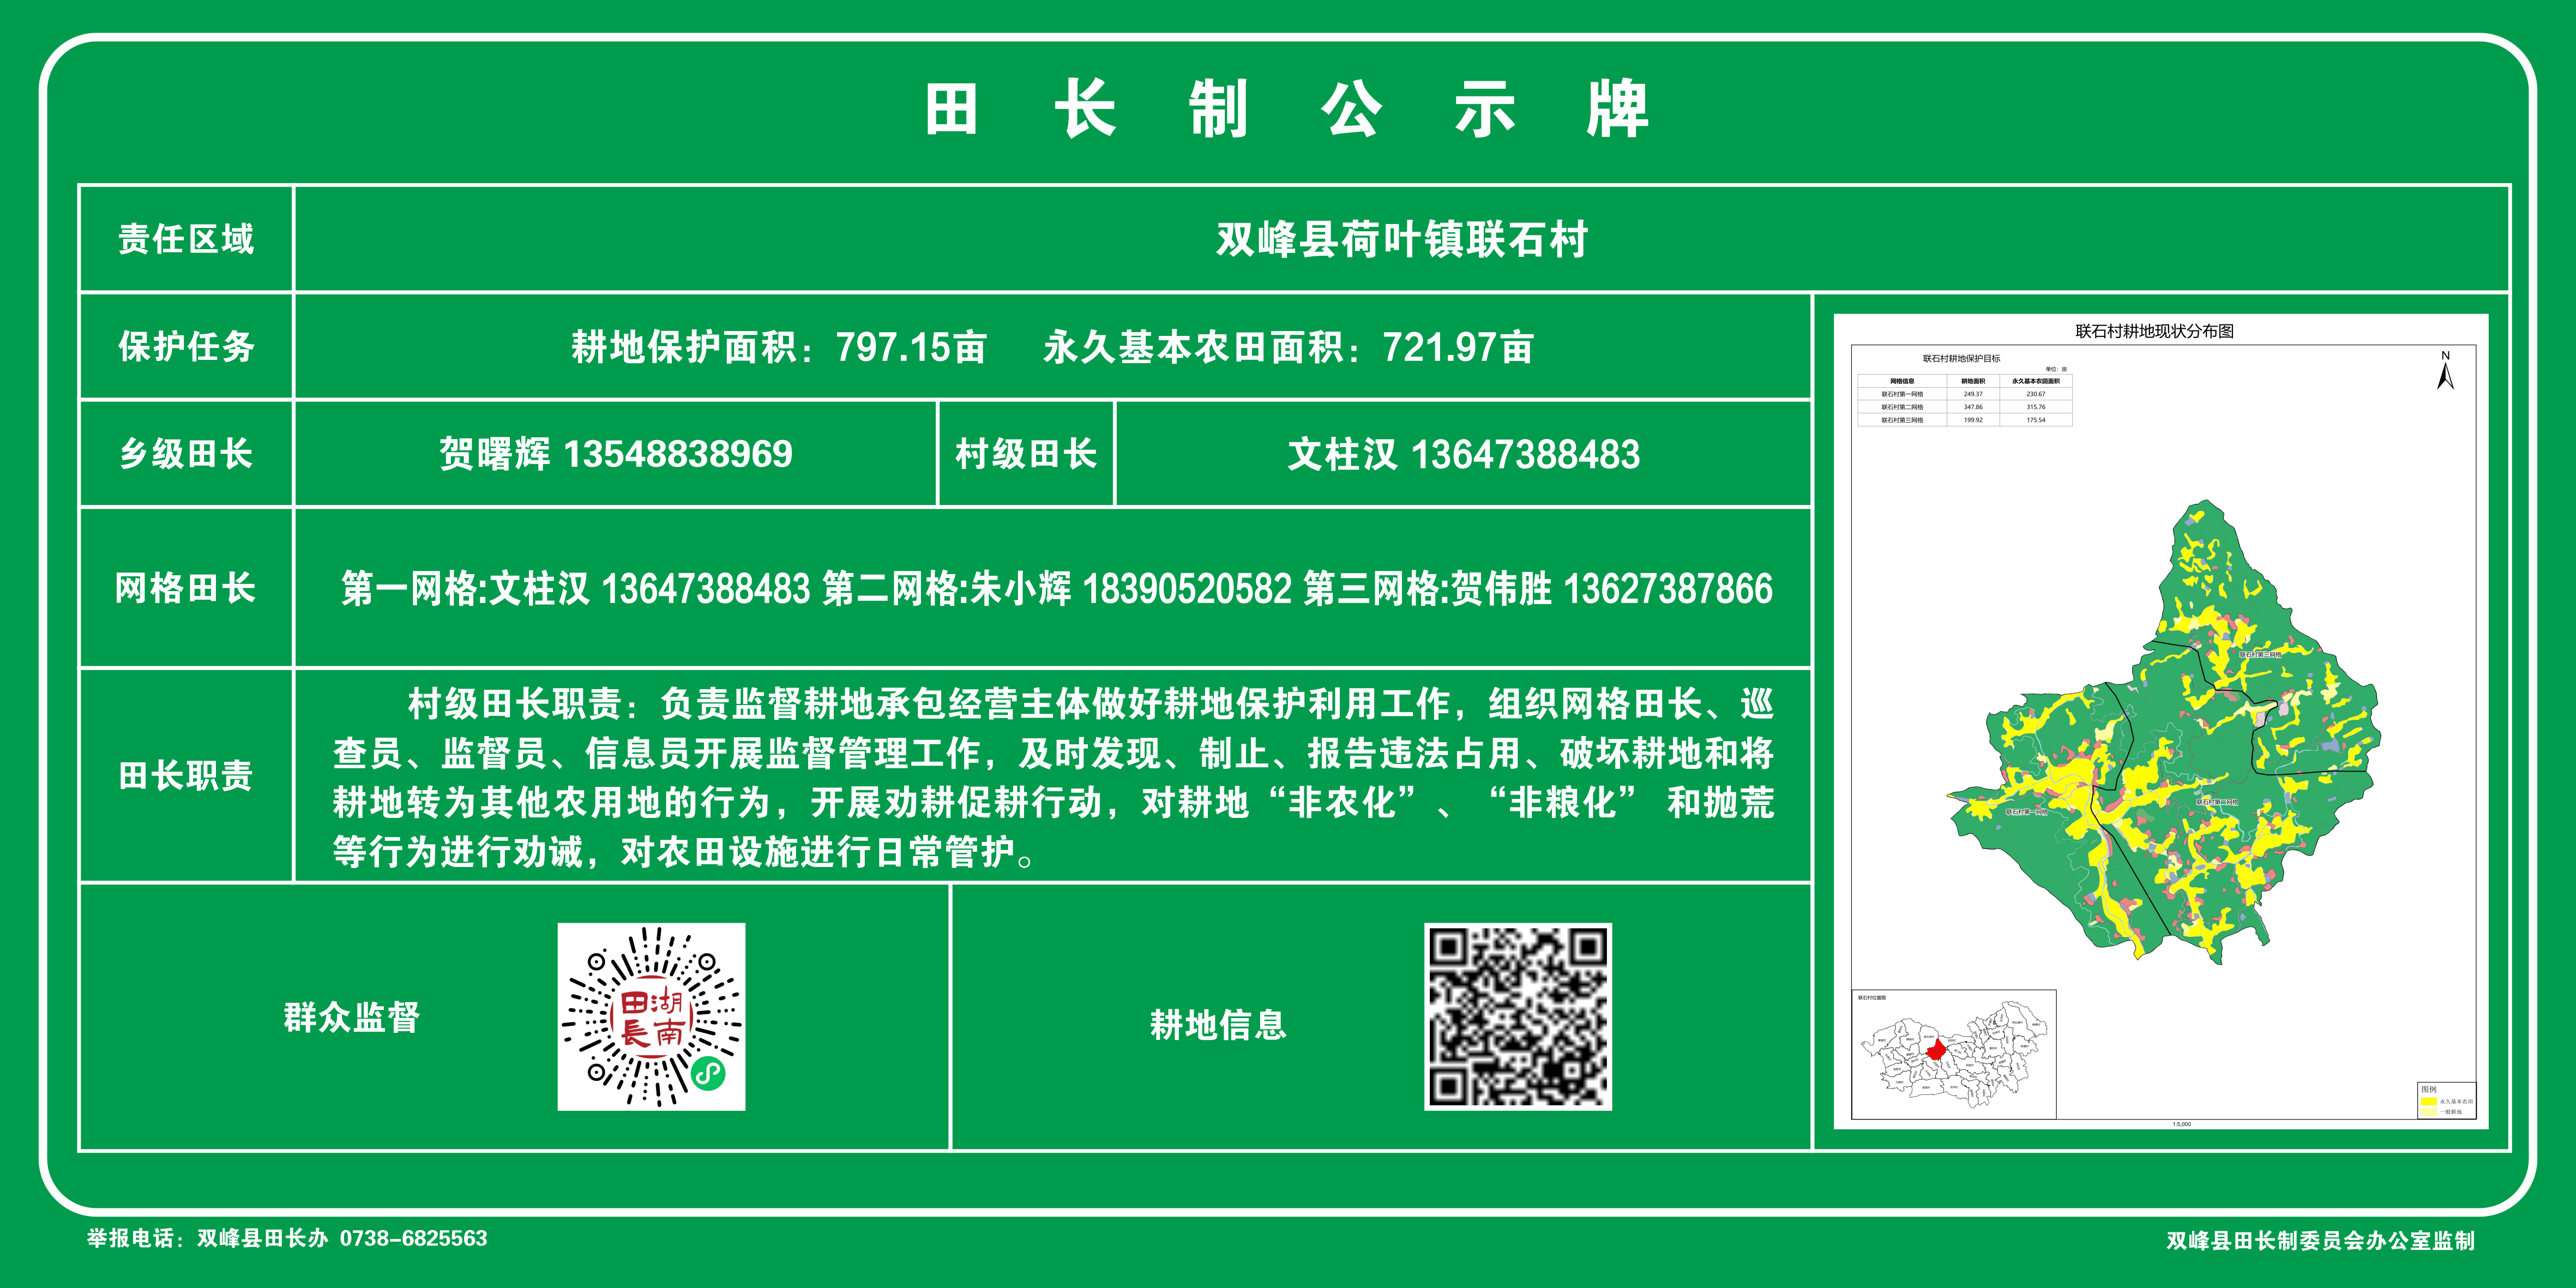 田长制公示牌
责任区域
双峰县荷叶镇联石村
保护任务
耕地保护面积：797.15亩 永久基本农田面积：721.97亩
乡级田长
贺曙辉 13548838969
村级田长
文柱汉 13647388483
网格田长
第一网格:文柱汉 13647388483 第二网格:朱小辉 18390520582 第三网格:贺伟胜 13627387866
田长职责
村级田长职责：负责监督耕地承包经营主体做好耕地保护利用工作，组织网格田长、巡
查员、监督员、信息员开展监督管理工作，及时发现、制止、报告违法占用、破坏耕地和将
耕地转为其他农用地的行为，开展劝耕促耕行动，对耕地“非农化”、“非粮化” 和抛荒
等行为进行劝诫，对农田设施进行日常管护。
群众监督
田湖
長南
耕地信息
联石村耕地现状分布图
联石村耕地保护目标
单位：亩
网格信息 耕地面积 永久基本农田面积
联石村第一网格 249.37 230.67
联石村第二网格 347.86 315.76
联石村第三网格 199.92 175.54
N
联石村第三网格
联石村第二网格
联石村第一网格
联石村位置图
图例
永久基本农田
一般耕地
1:5,000
举报电话：双峰县田长办 0738-6825563
双峰县田长制委员会办公室监制